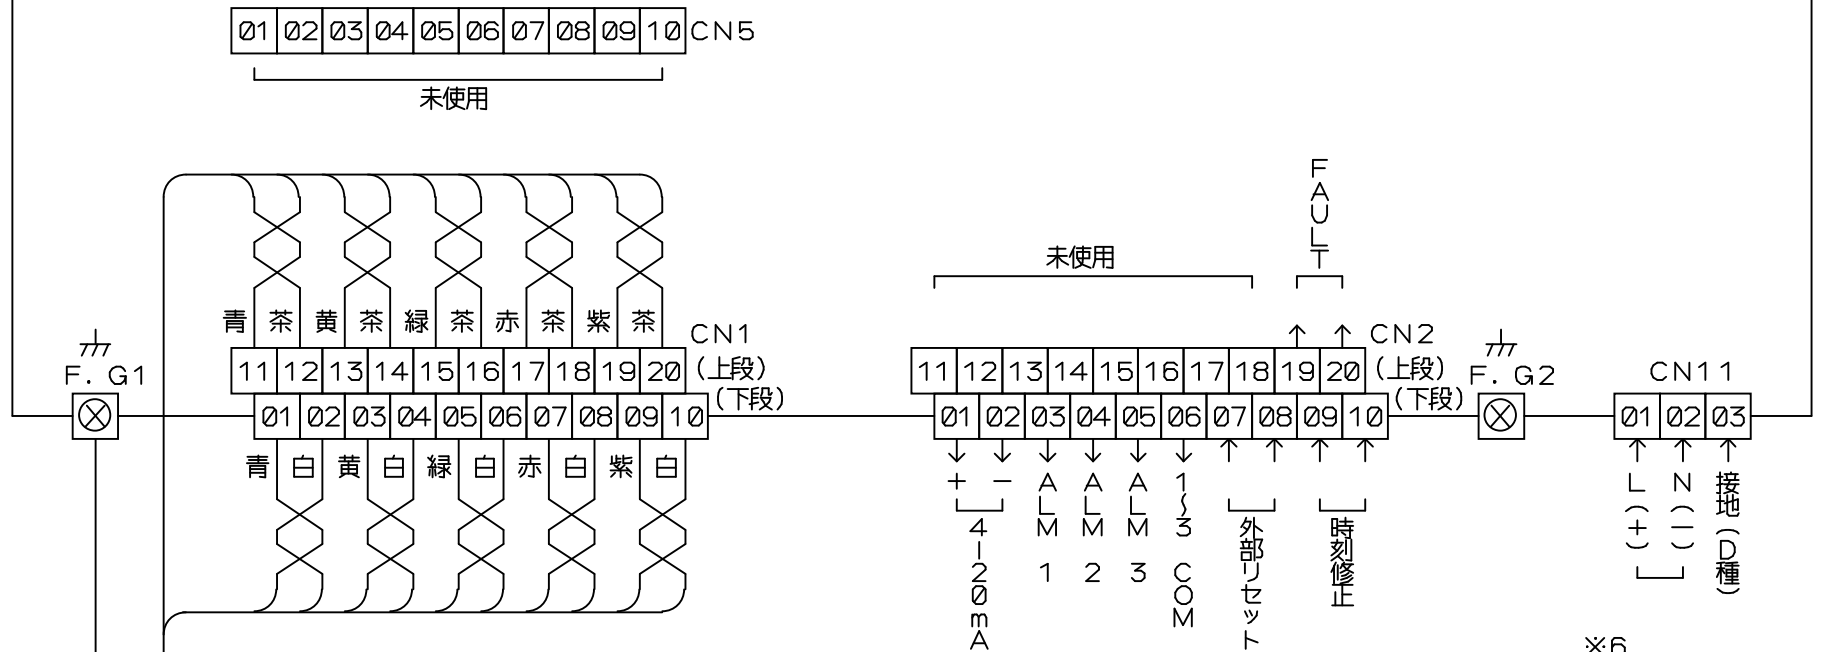 01 02 03 04 05 06 07 08 09 10 CN5
未使用
FAULT
未使用
青 茶 黄 茶 緑 茶 赤 茶 紫 茶
CN1
CN2
11 12 13 14 15 16 17 18 19 20 (上段)
11 12 13 14 15 16 17 18 19 20 (上段)
F. G1
F. G2
CN11
(下段)
(下段)
01 02 03 04 05 06 07 08 09 10
01 02 03 04 05 06 07 08 09 10
01 02 03
青 白 黄 白 緑 白 赤 白 紫 白
+ −
4−20mA
ALM 1
ALM 2
ALM 3
1~3 COM
外部リセット
時刻修正
L(+)
N(−)
接地(D種)
※6